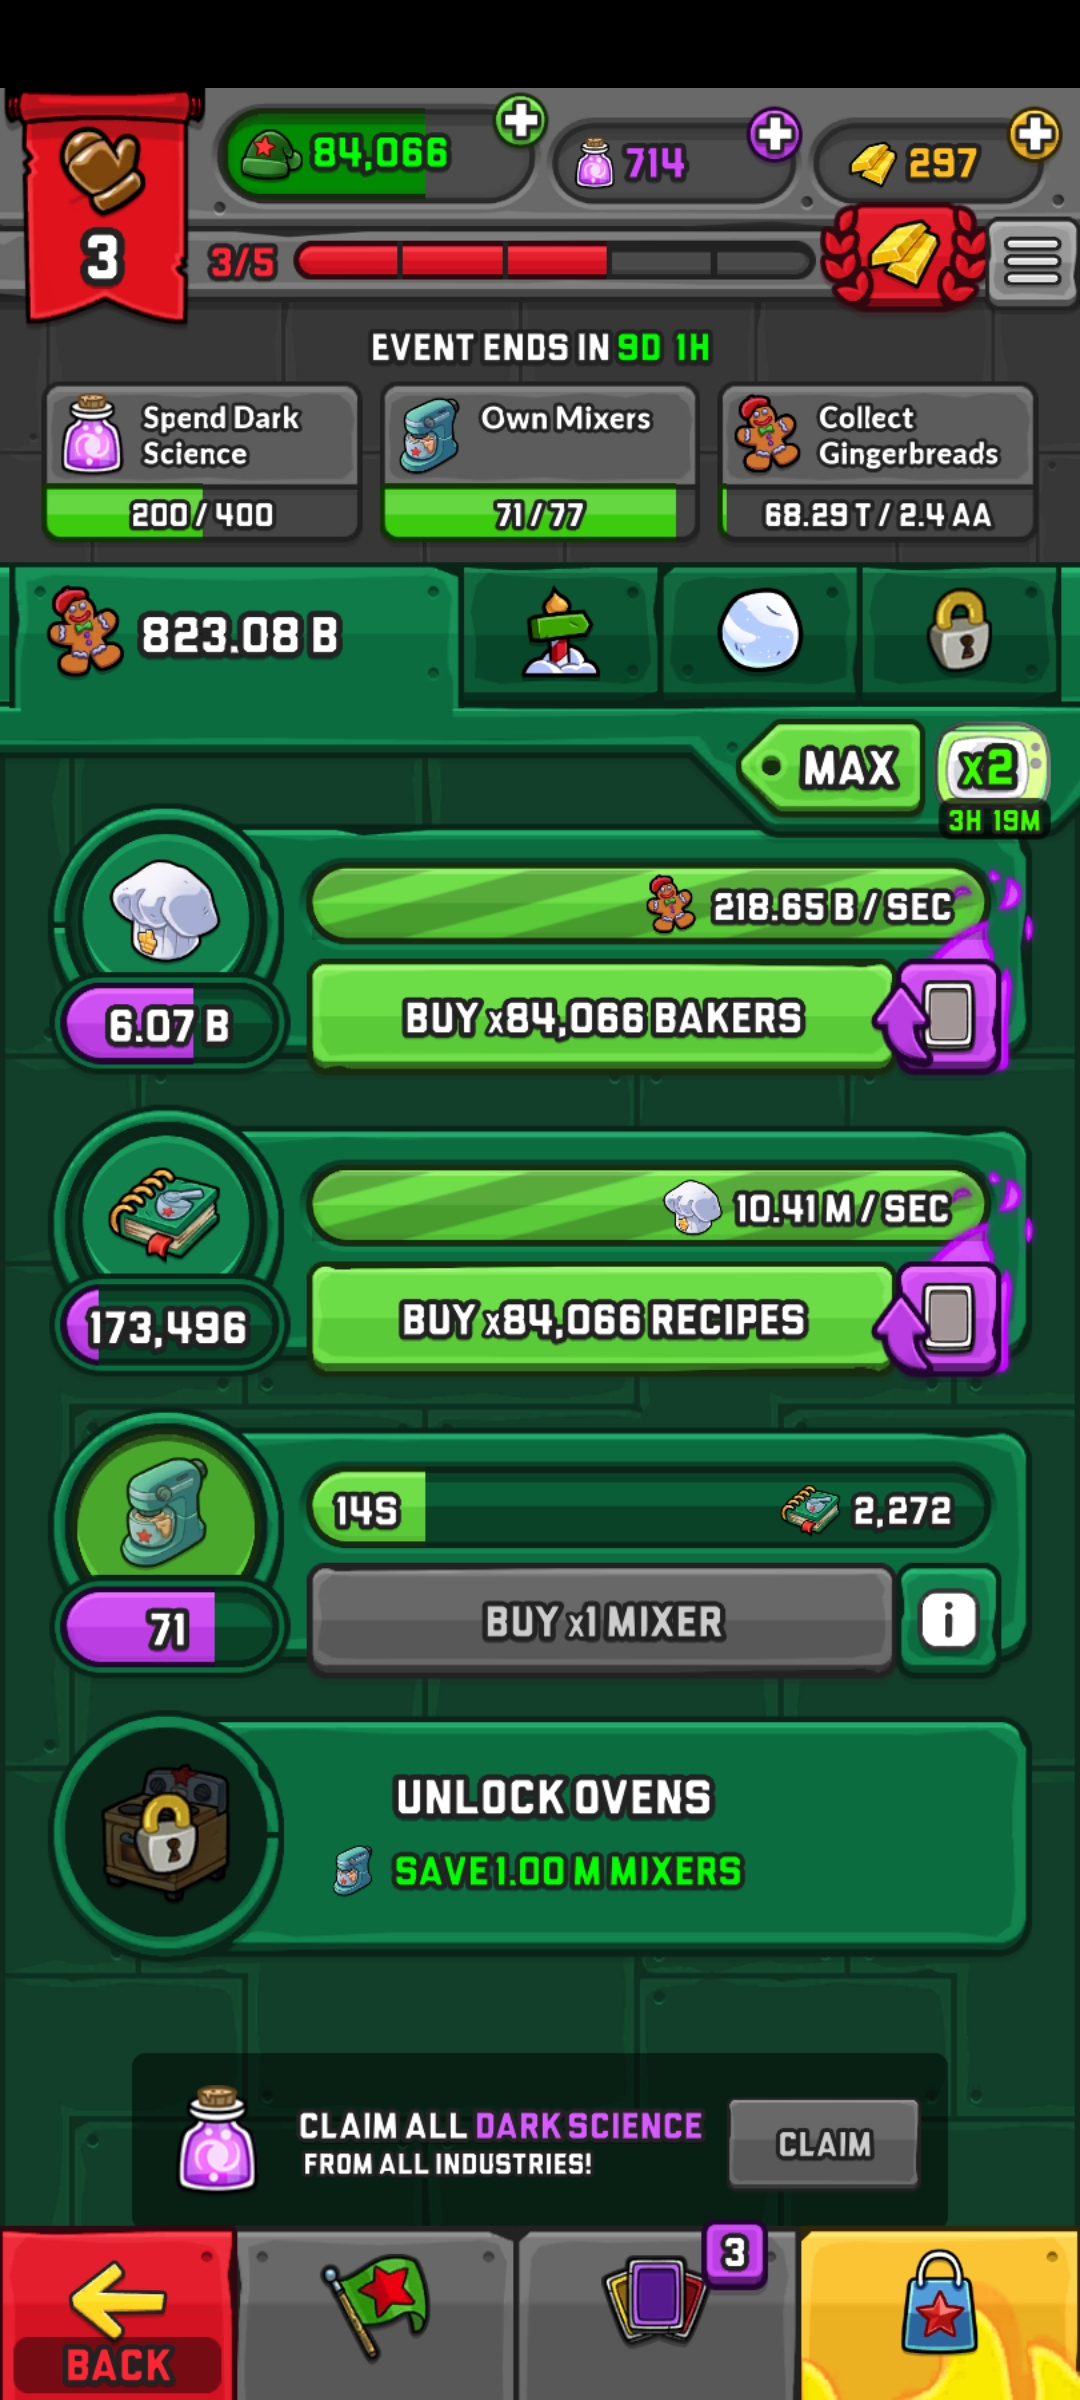 84,066
714
297
3
3/5
EVENT ENDS IN 9D 1H
Spend Dark
Science
200/400
Own Mixers
71/77
Collect
Gingerbreads
68.29 T / 2.4 AA
823.08 B
MAX
x2
3H 19M
218.65 B / SEC
6.07 B
BUY x84,066 BAKERS
10.41 M / SEC
173,496
BUY x84,066 RECIPES
14S
2,272
71
BUY x1 MIXER
i
UNLOCK OVENS
SAVE 1.00 M MIXERS
CLAIM ALL DARK SCIENCE
FROM ALL INDUSTRIES!
CLAIM
3
BACK